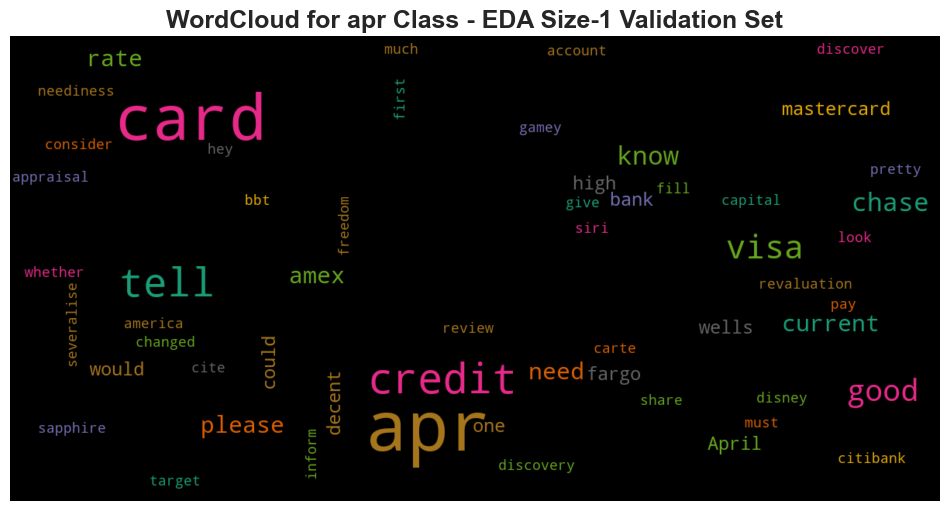 WordCloud for apr Class - EDA Size-1 Validation Set
much
account
discover
rate
neediness
first
mastercard
card
gamey
consider
hey
know
appraisal
high
fill
pretty
bbt
freedom
give
bank
capital
chase
siri
look
visa
whether
tell
amex
revaluation
severalise
pay
america
review
wells
current
changed
could
carte
would
cite
credit
need
fargo
decent
share
disney
good
sapphire
please
apr
one
must
inform
April
discovery
citibank
target